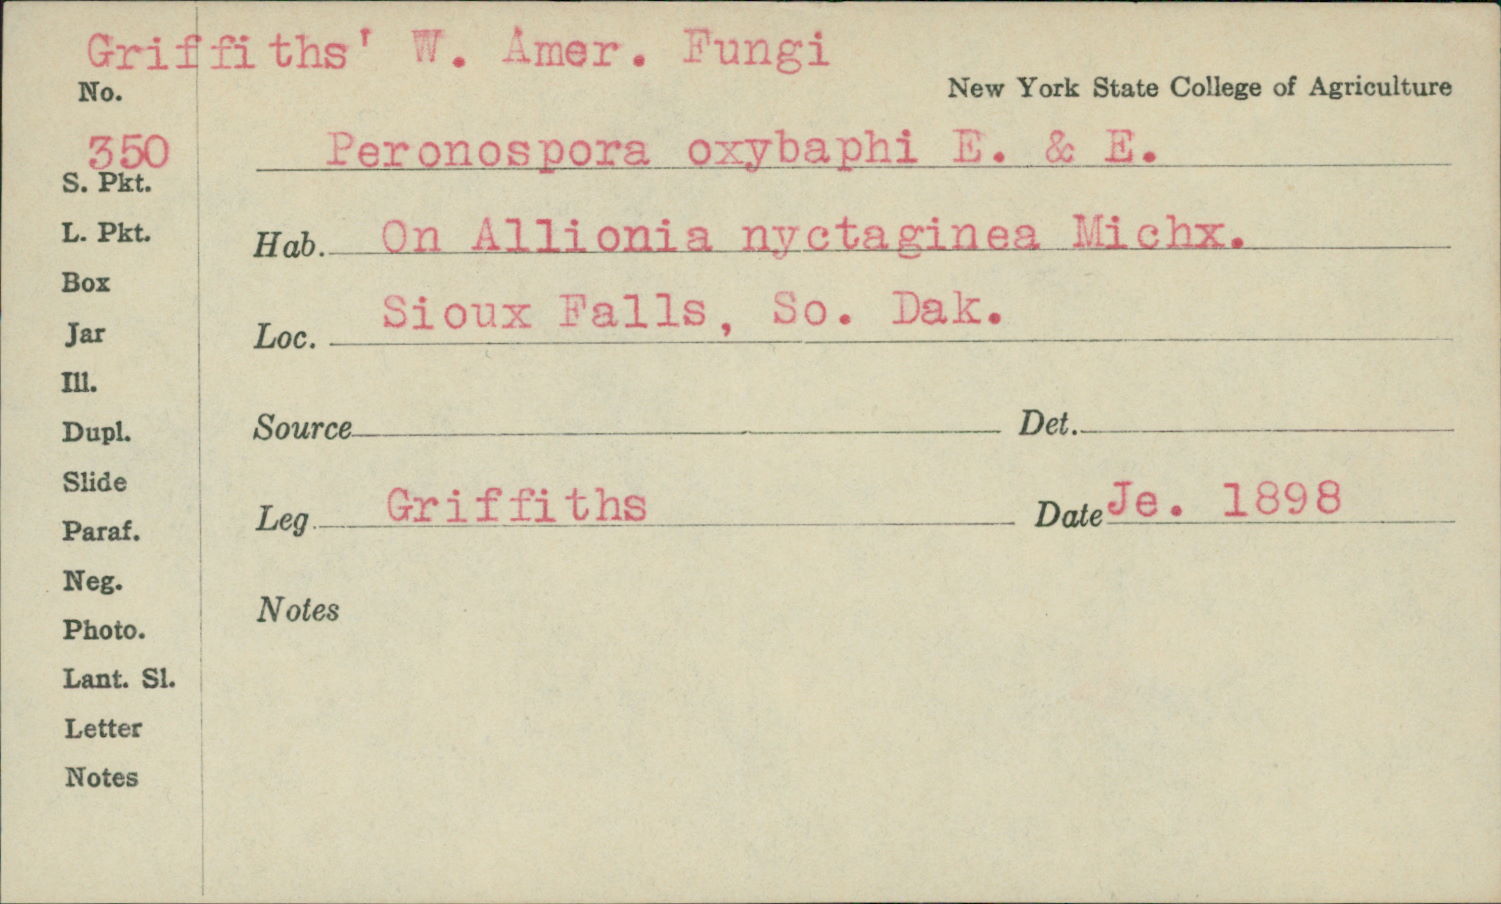 Griffiths' W. Amer. Fungi
No.
New York State College of Agriculture
350
Peronospora oxybaphi E. & E.
S. Pkt.
L. Pkt.
Hab. On Allionia nyctaginea Michx.
Box
Loc. Sioux Falls, So. Dak.
Jar
Ill.
Dupl.
Source
Det.
Slide
Leg Griffiths
Date Je. 1898
Paraf.
Neg.
Notes
Photo.
Lant. Sl.
Letter
Notes